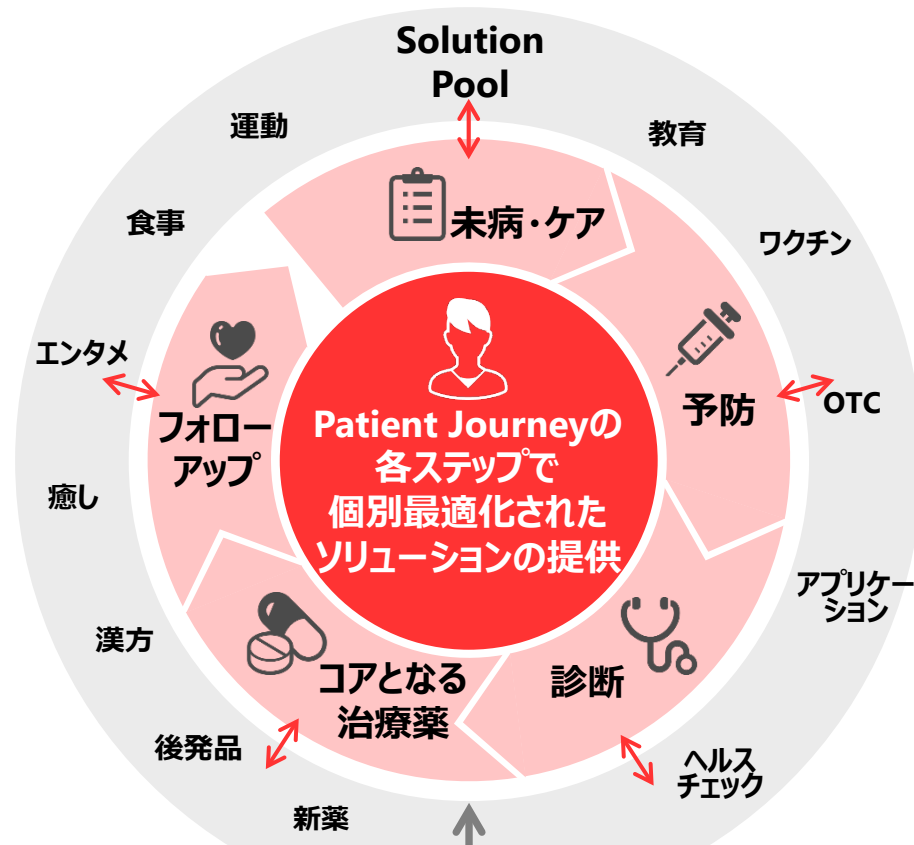 Solution
Pool
運動
教育
食事
未病・ケア
ワクチン
エンタメ
予防
OTC
フォロー
アップ
Patient Journeyの
各ステップで
個別最適化された
ソリューションの提供
癒し
アプリケー
ション
漢方
コアとなる
治療薬
診断
後発品
ヘルス
チェック
新薬